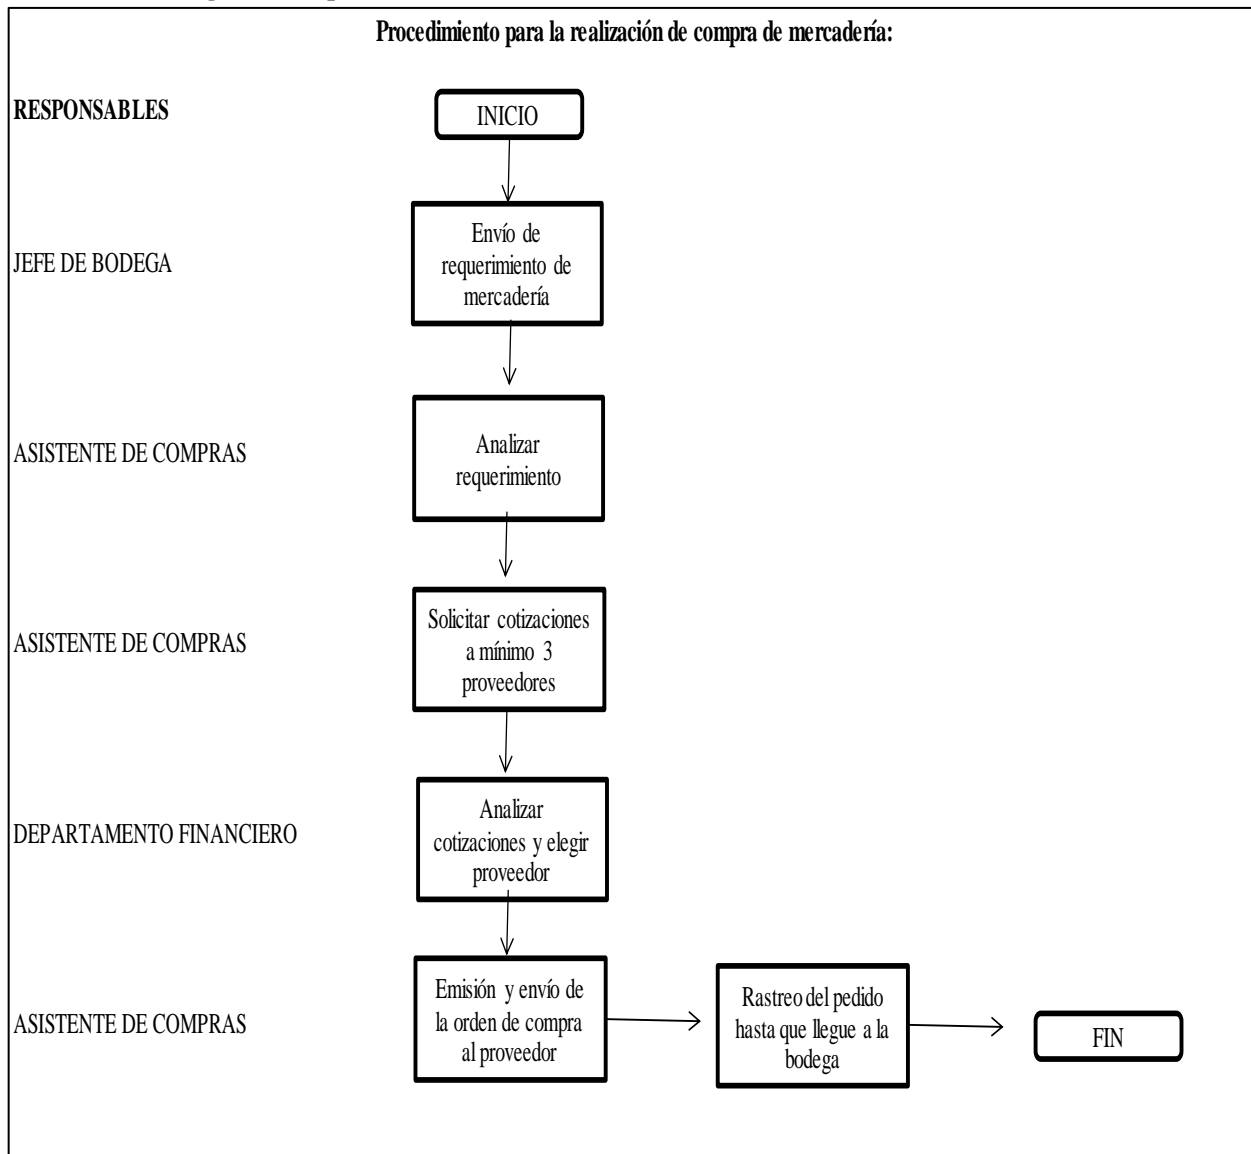 Procedimiento para la realización de compra de mercadería:
RESPONSABLES
INICIO
JEFE DE BODEGA
Envío de
requerimiento de
mercadería
ASISTENTE DE COMPRAS
Analizar
requerimiento
ASISTENTE DE COMPRAS
Solicitar cotizaciones
a mínimo 3
proveedores
DEPARTAMENTO FINANCIERO
Analizar
cotizaciones y elegir
proveedor
ASISTENTE DE COMPRAS
Emisión y envío de
la orden de compra
al proveedor
Rastreo del pedido
hasta que llegue a la
bodega
FIN